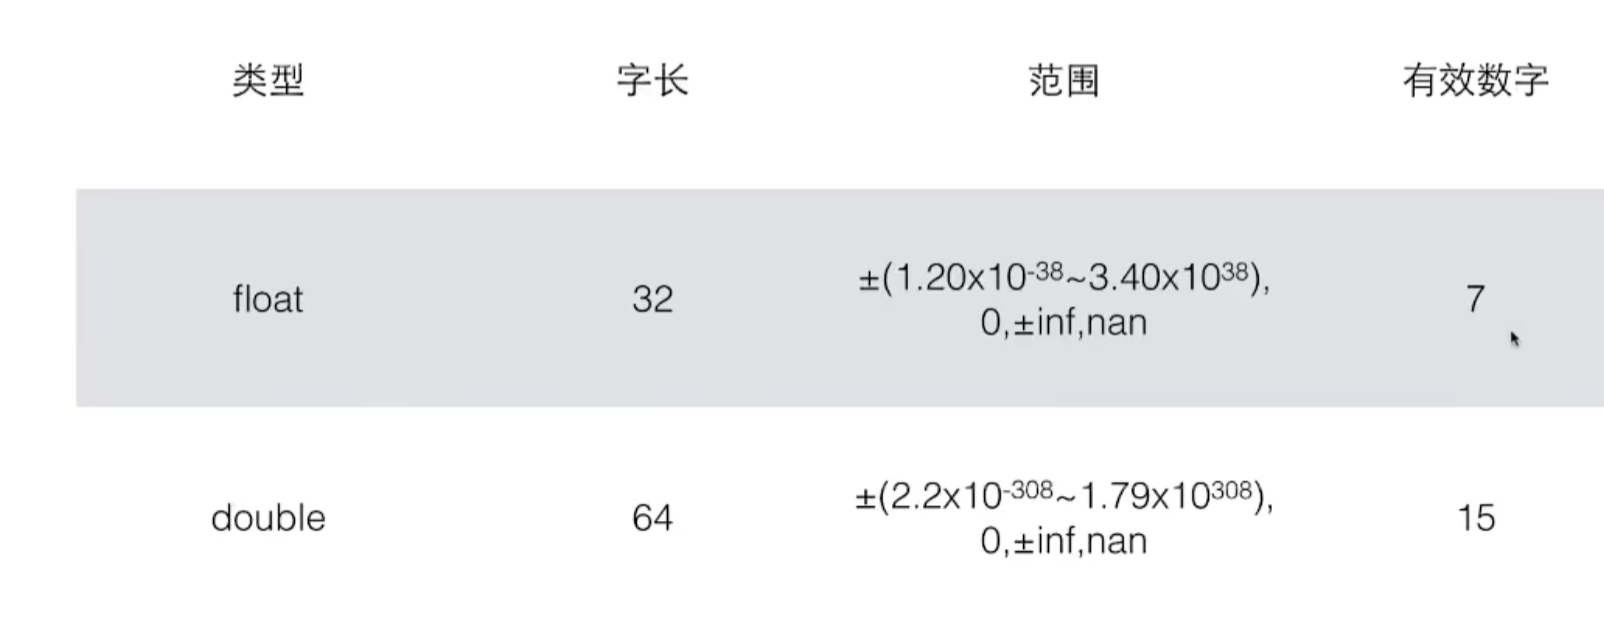 类型 字长 范围 有效数字
float 32 ±(1.20x10⁻³⁸~3.40x10³⁸), 7
0,±inf,nan
double 64 ±(2.2x10⁻³⁰⁸~1.79x10³⁰⁸), 15
0,±inf,nan